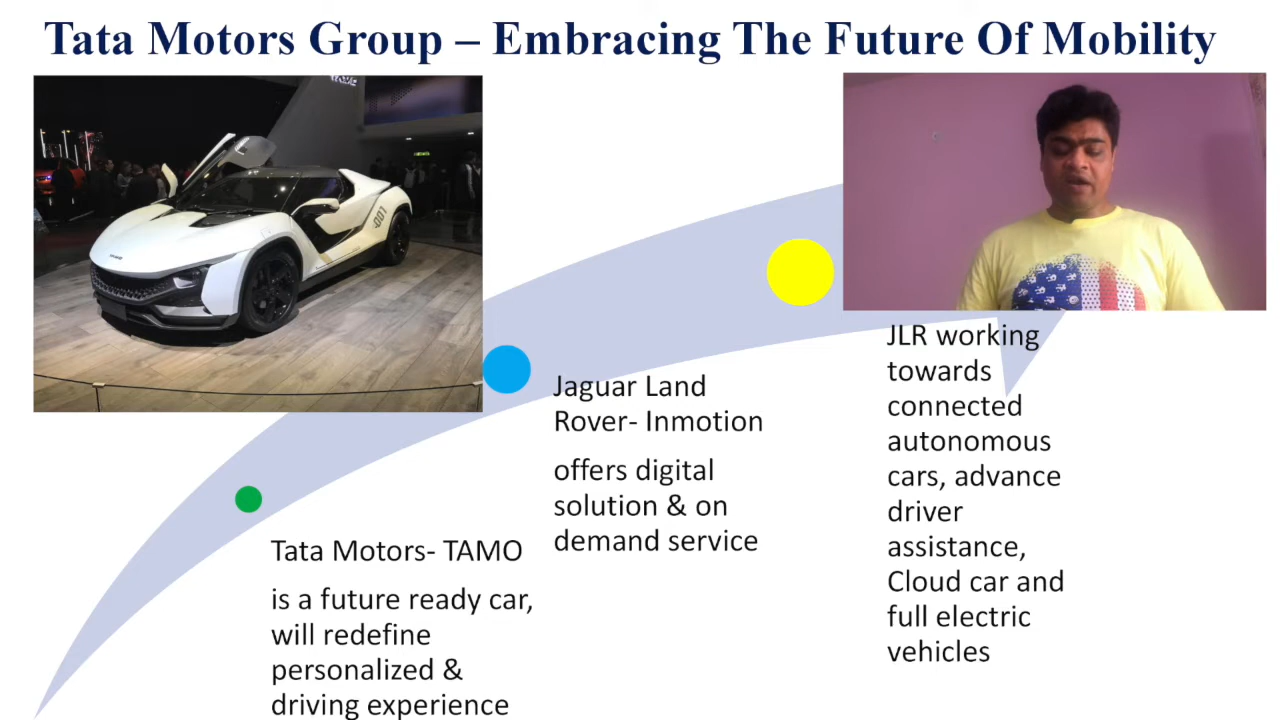 Tata Motors Group – Embracing The Future Of Mobility
-001
Tata Motors- TAMO
is a future ready car,
will redefine
personalized &
driving experience
Jaguar Land
Rover- Inmotion
offers digital
solution & on
demand service
JLR working
towards
connected
autonomous
cars, advance
driver
assistance,
Cloud car and
full electric
vehicles